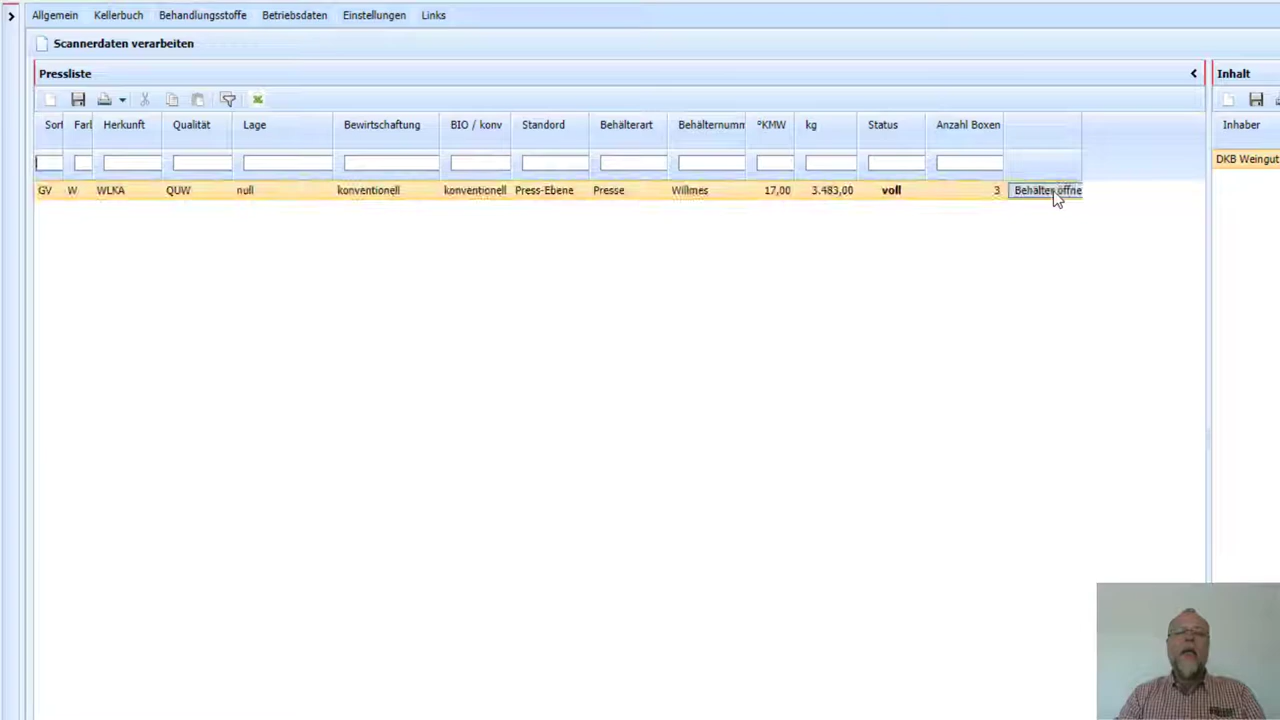 Allgemein Kellerbuch Behandlungsstoffe Betriebsdaten Einstellungen Links
Scannerdaten verarbeiten
Pressliste
Inhalt
Sort Farl Herkunft Qualität Lage Bewirtschaftung BIO / konv Standord Behälterart Behälternumm °KMW kg Status Anzahl Boxen
Inhaber
GV W WLKA QUW null konventionell konventionell Press-Ebene Presse Willmes 17,00 3.483,00 voll 3 Behälter öffne
DKB Weingut